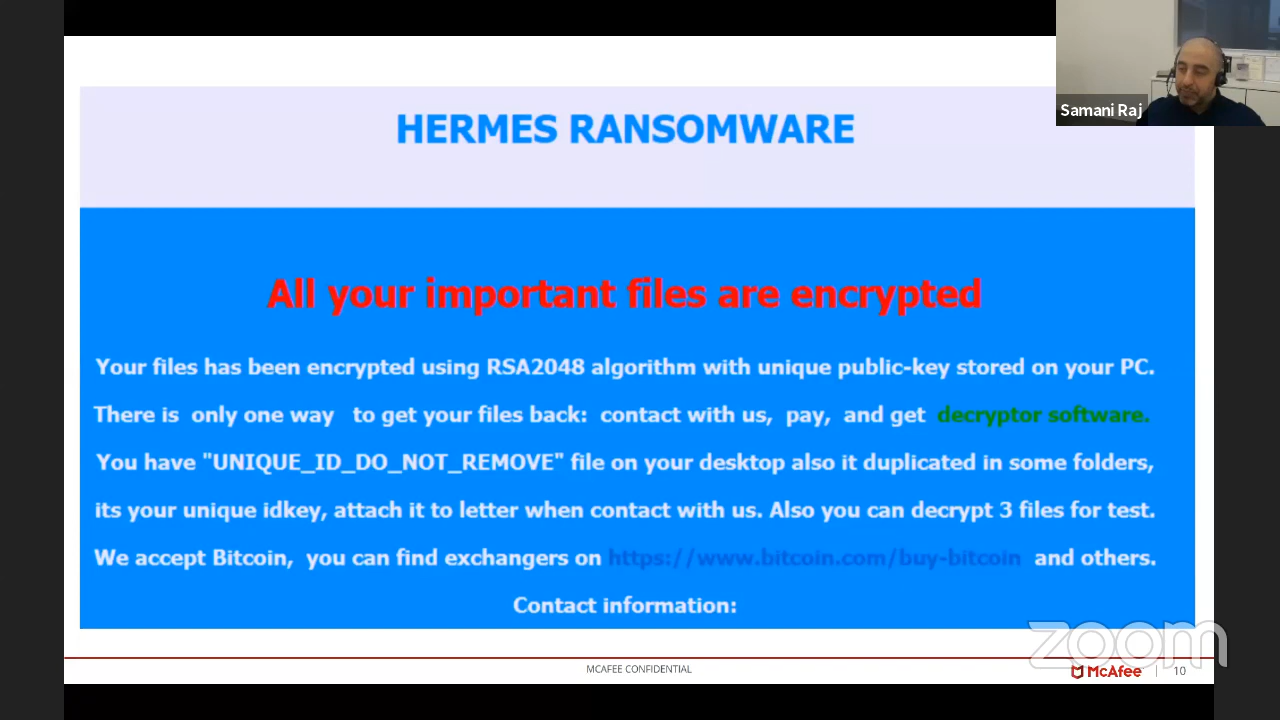 Samani Raj
HERMES RANSOMWARE
All your important files are encrypted
Your files has been encrypted using RSA2048 algorithm with unique public-key stored on your PC.
There is only one way to get your files back: contact with us, pay, and get decryptor software.
You have "UNIQUE_ID_DO_NOT_REMOVE" file on your desktop also it duplicated in some folders,
its your unique idkey, attach it to letter when contact with us. Also you can decrypt 3 files for test.
We accept Bitcoin, you can find exchangers on https://www.bitcoin.com/buy-bitcoin and others.
Contact information:
zoom
MCAFEE CONFIDENTIAL
McAfee | 10